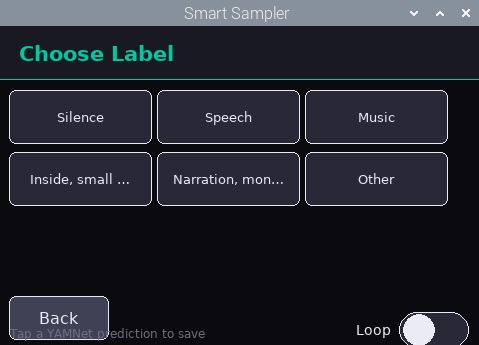 Smart Sampler
Choose Label
Silence Speech Music
Inside, small ... Narration, mon... Other
Back
Tap a YAMNet prediction to save
Loop